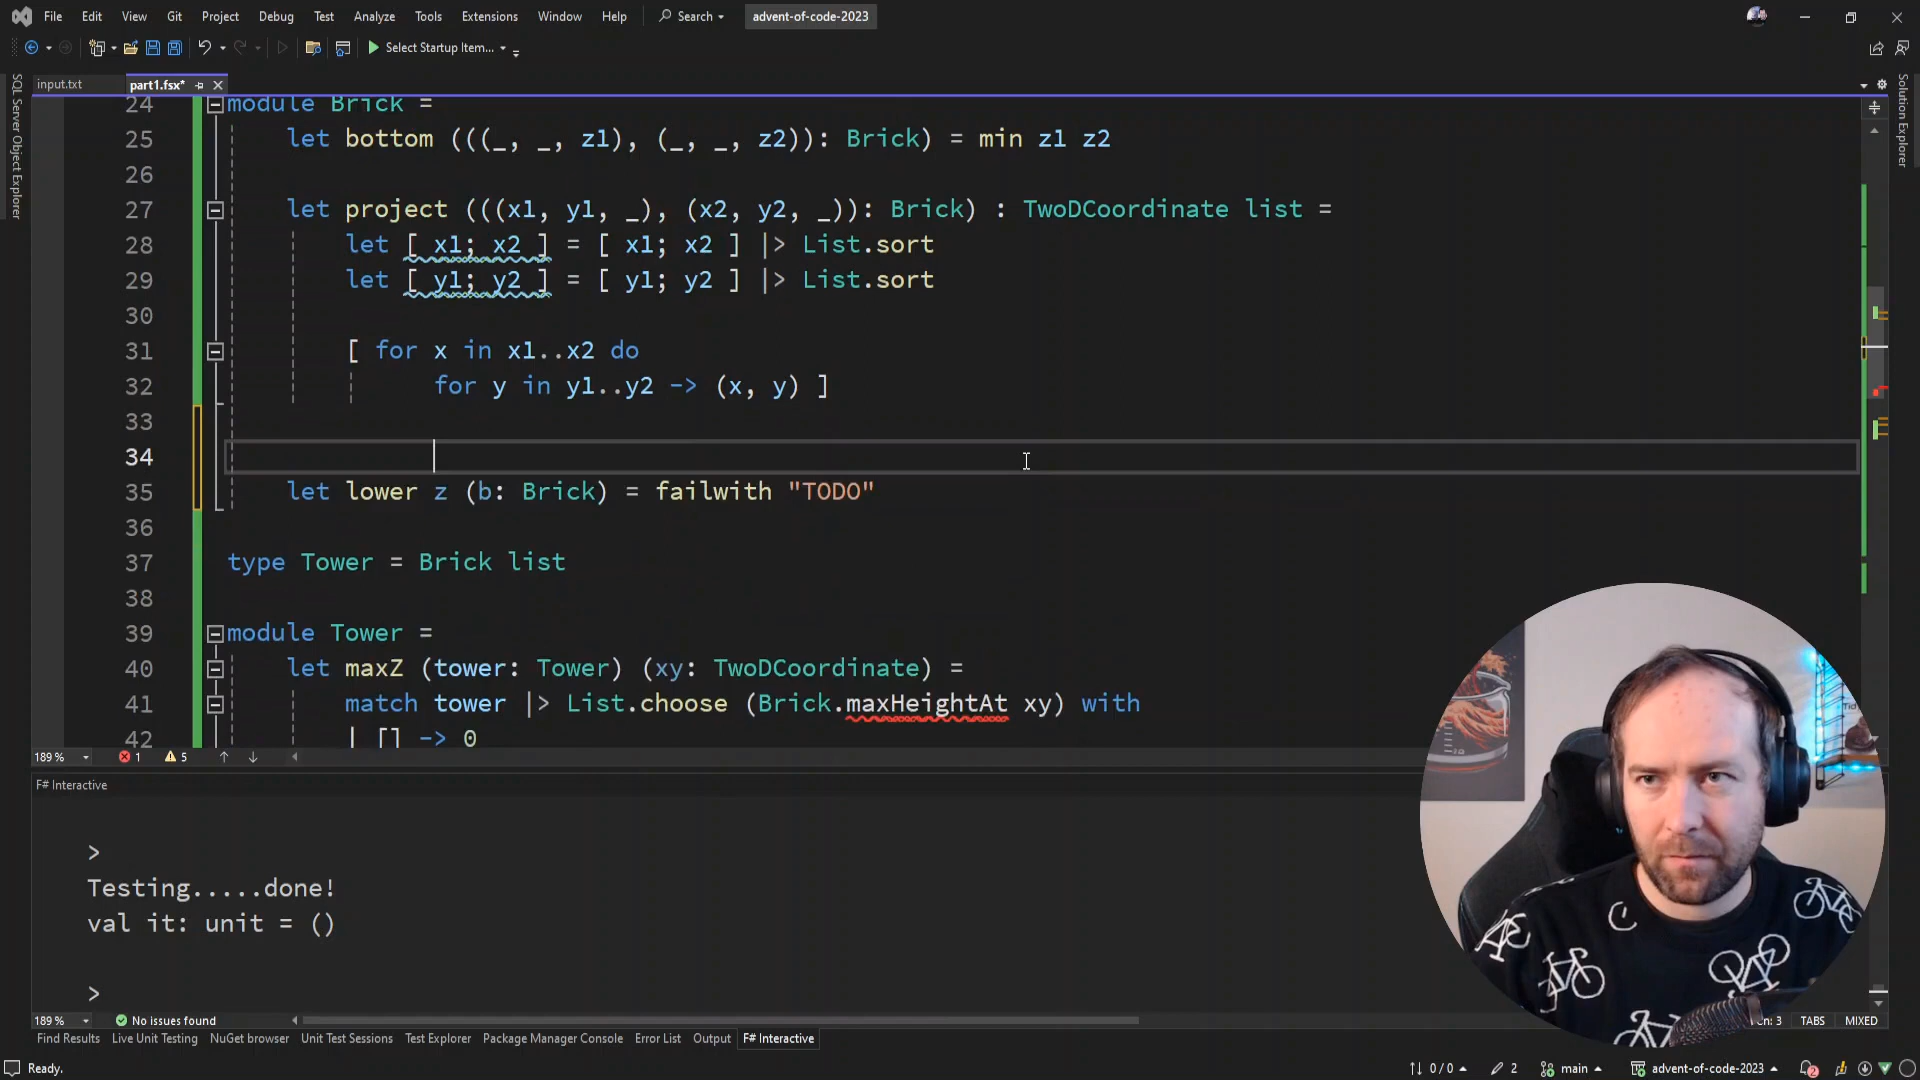 File Edit View Git Project Debug Test Analyze Tools Extensions Window Help Search advent-of-code-2023
Select Startup Item...
input.txt part1.fsx*
SQL Server Object Explorer
Solution Explorer
24 module Brick =
25 let bottom (((_, _, z1), (_, _, z2)): Brick) = min z1 z2
26
27 let project (((x1, y1, _), (x2, y2, _)): Brick) : TwoDCoordinate list =
28 let [ x1; x2 ] = [ x1; x2 ] |> List.sort
29 let [ y1; y2 ] = [ y1; y2 ] |> List.sort
30
31 [ for x in x1..x2 do
32 for y in y1..y2 -> (x, y) ]
33
34
35 let lower z (b: Brick) = failwith "TODO"
36
37 type Tower = Brick list
38
39 module Tower =
40 let maxZ (tower: Tower) (xy: TwoDCoordinate) =
41 match tower |> List.choose (Brick.maxHeightAt xy) with
42 | [] -> 0
189 % 1 5
F# Interactive
>
Testing.....done!
val it: unit = ()
>
189 % No issues found TABS MIXED
Find Results Live Unit Testing NuGet browser Unit Test Sessions Test Explorer Package Manager Console Error List Output F# Interactive
Ready. 0 / 0 2 main advent-of-code-2023 2